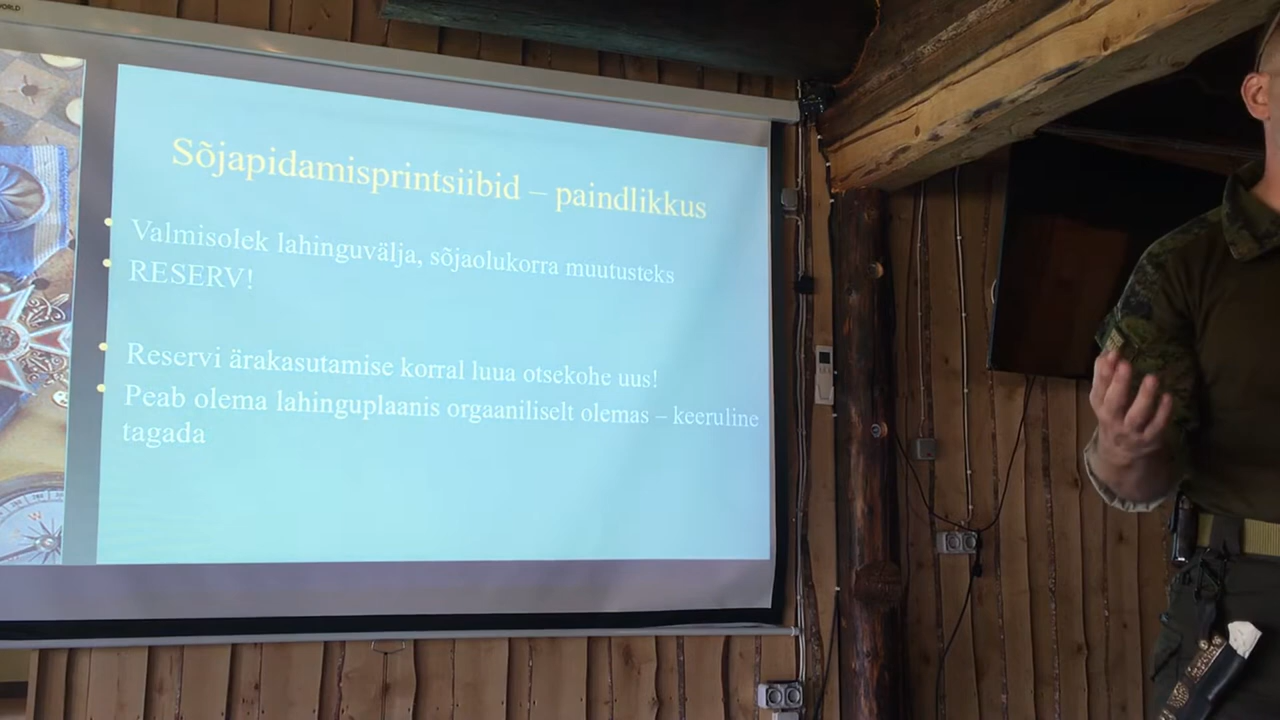 WORLD
Sõjapidamisprintsiibid – paindlikkus
Valmisolek lahinguvälja, sõjaolukorra muutusteks
RESERV!
Reservi ärakasutamise korral luua otsekohe uus!
Peab olema lahinguplaanis orgaaniliselt olemas – keeruline
tagada